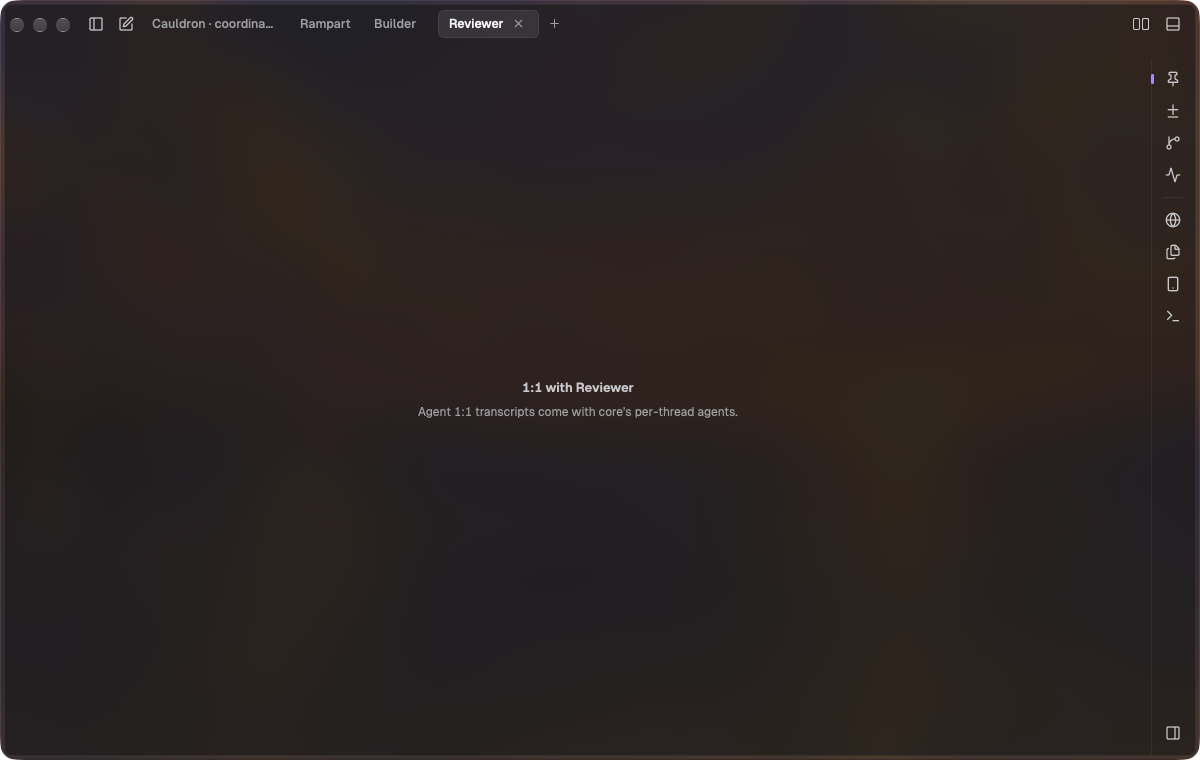 Cauldron · coordina…
Rampart
Builder
Reviewer
1:1 with Reviewer
Agent 1:1 transcripts come with core's per-thread agents.